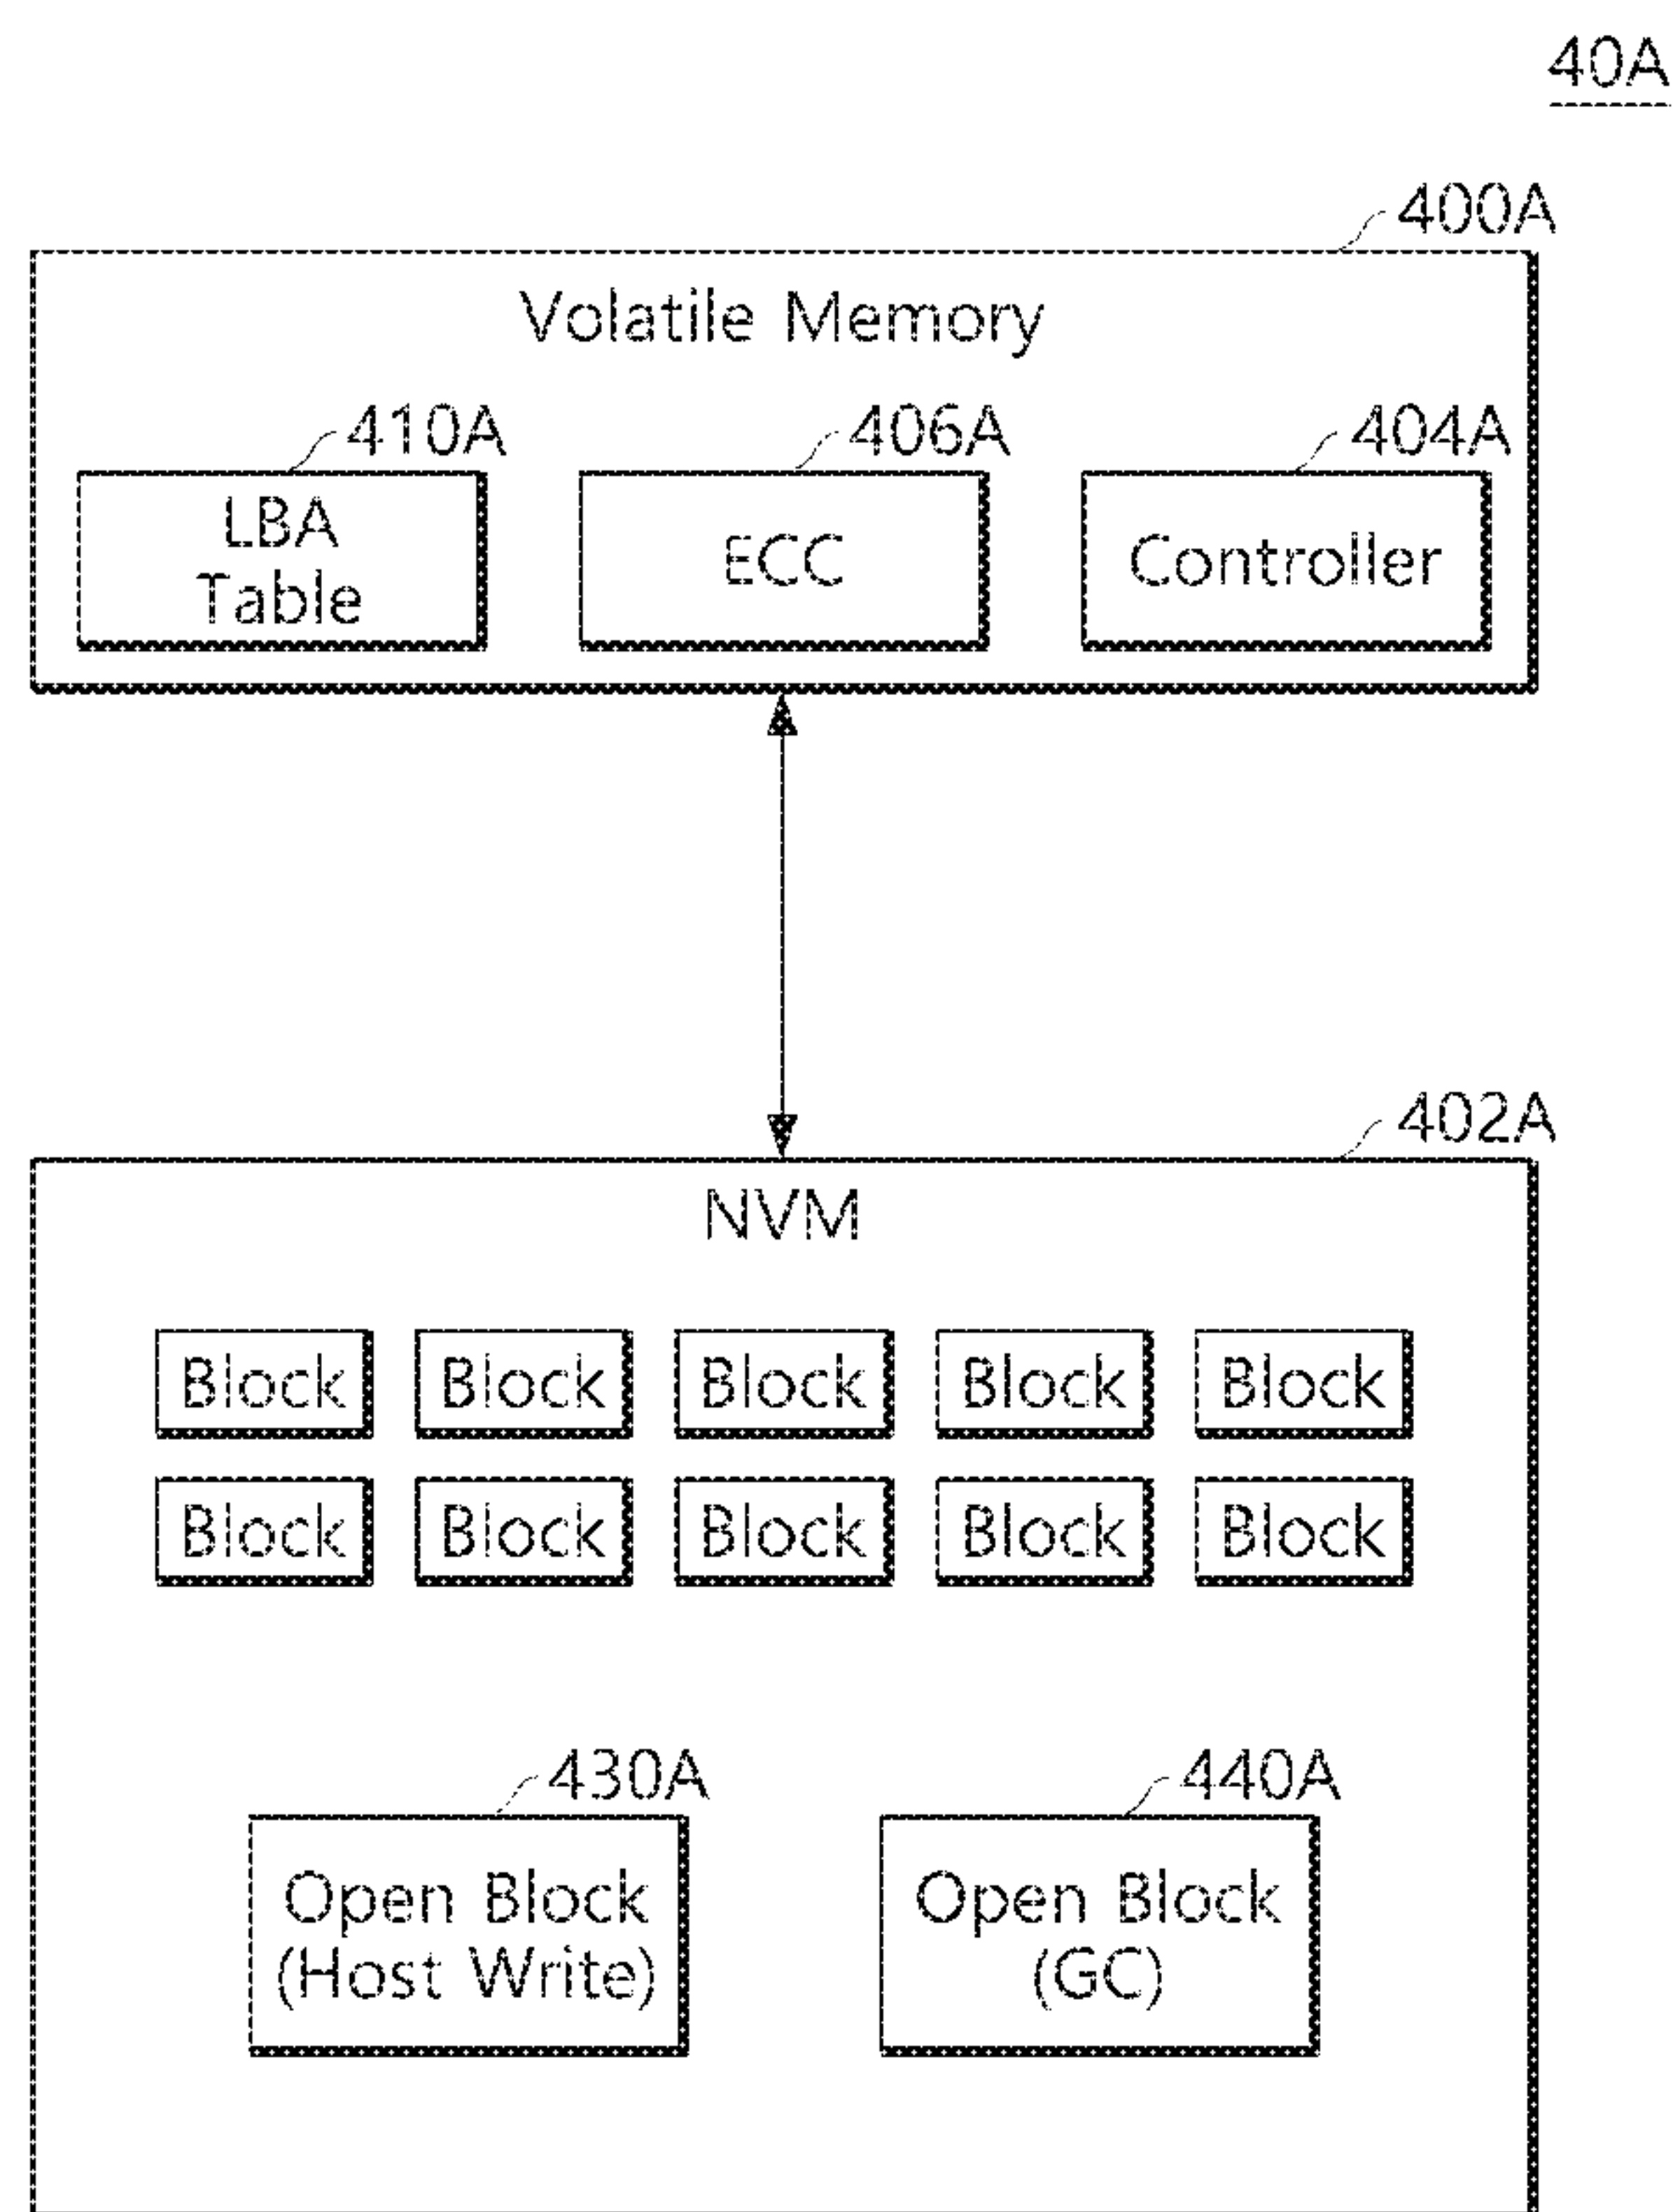 40A
400A
Volatile Memory
410A 406A 404A
LBA
Table
ECC
Controller
402A
NVM
Block Block Block Block Block
Block Block Block Block Block
430A 440A
Open Block
(Host Write)
Open Block
(GC)